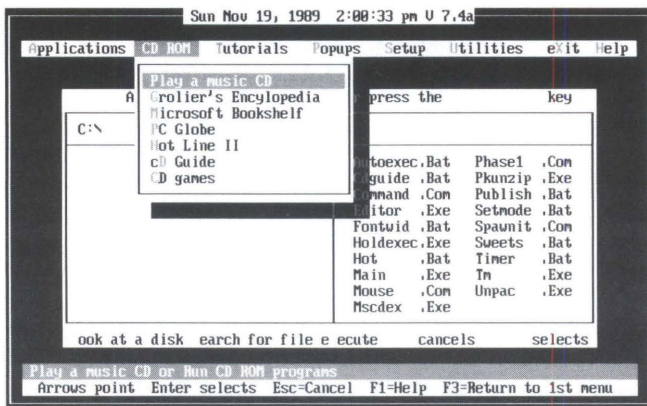 Sun Nov 19, 1989 2:00:33 pm V 7.4a
Applications CD ROM Tutorials Popups Setup Utilities eXit Help
Play a music CD
Grolier's Encylopedia
Microsoft Bookshelf
PC Globe
Hot Line II
cD Guide
CD games
A press the key
C:\
Autoexec.Bat Phase1 .Com
Cdguide .Bat Pkunzip .Exe
Command .Com Publish .Bat
Editor .Exe Setmode .Bat
Fontwid .Bat Spawnit .Com
Holdexec.Exe Sweets .Bat
Hot .Bat Timer .Bat
Main .Exe Tm .Exe
Mouse .Com Unpac .Exe
Mscdex .Exe
ook at a disk earch for file e ecute cancels selects
Play a music CD or Run CD ROM programs
Arrows point Enter selects Esc=Cancel F1=Help F3=Return to 1st menu